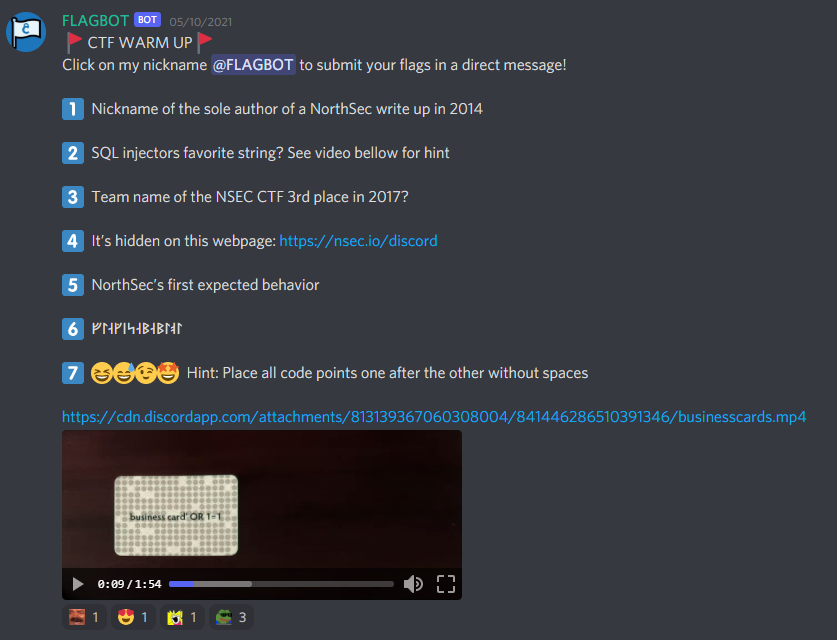 FLAGBOT BOT 05/10/2021
🚩 CTF WARM UP 🚩
Click on my nickname @FLAGBOT to submit your flags in a direct message!
1 Nickname of the sole author of a NorthSec write up in 2014
2 SQL injectors favorite string? See video bellow for hint
3 Team name of the NSEC CTF 3rd place in 2017?
4 It's hidden on this webpage: https://nsec.io/discord
5 NorthSec's first expected behavior
6
7 😆😅😉🤩 Hint: Place all code points one after the other without spaces
https://cdn.discordapp.com/attachments/813139367060308004/841446286510391346/businesscards.mp4
business card' OR 1=1
0:09/1:54
1 1 1 3